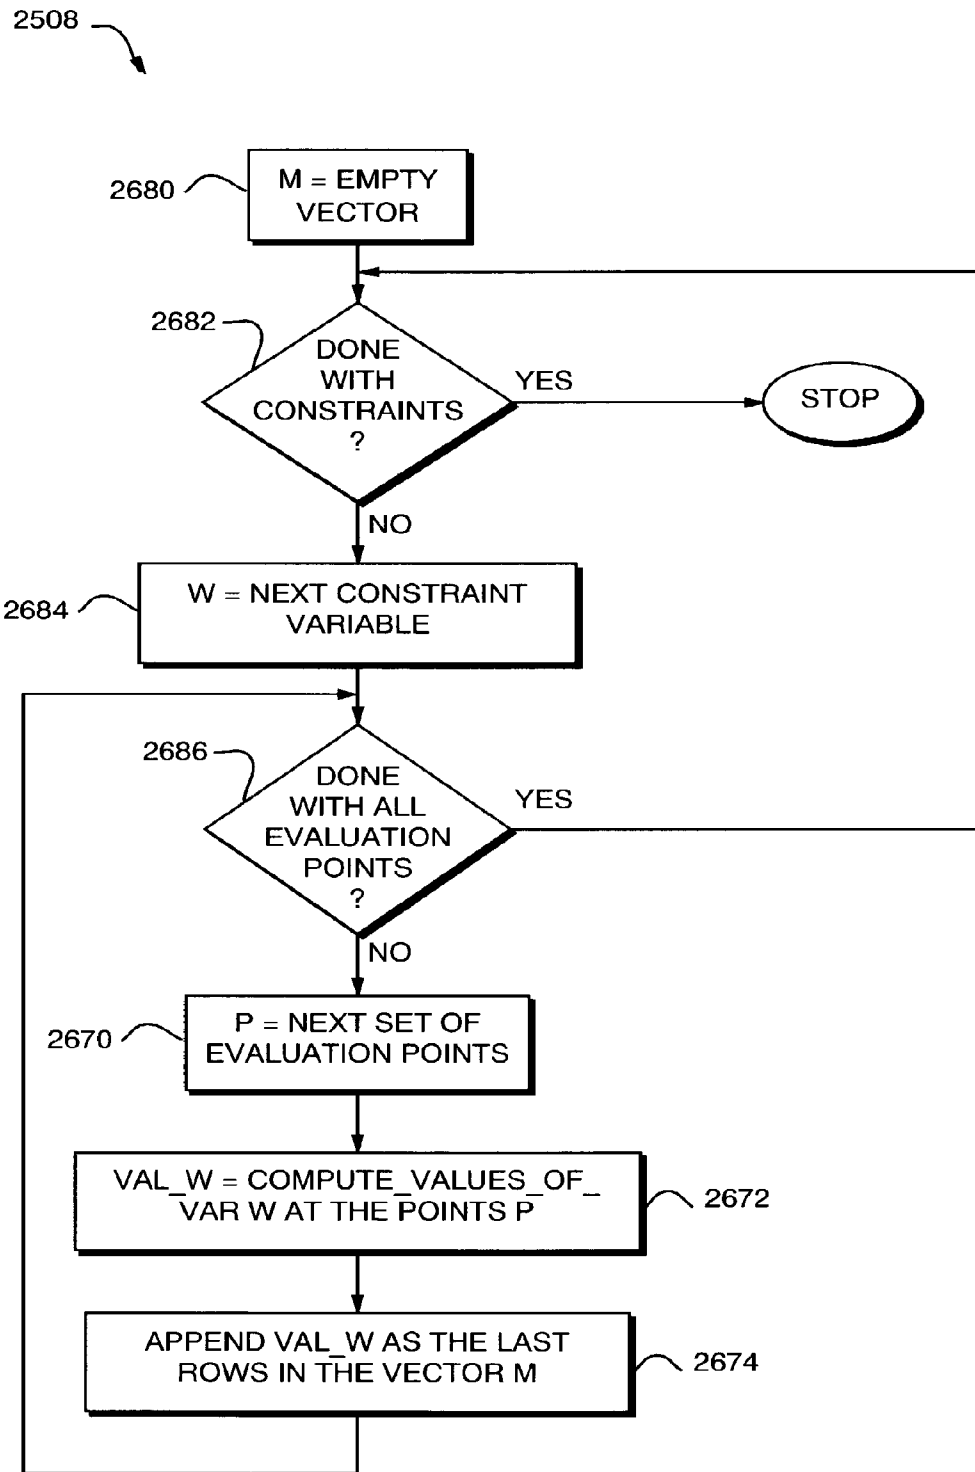 2508
2680
M = EMPTY
VECTOR
2682
DONE
WITH
CONSTRAINTS
?
YES
STOP
NO
2684
W = NEXT CONSTRAINT
VARIABLE
2686
DONE
WITH ALL
EVALUATION
POINTS
?
YES
NO
2670
P = NEXT SET OF
EVALUATION POINTS
VAL_W = COMPUTE_VALUES_OF_
VAR W AT THE POINTS P
2672
APPEND VAL_W AS THE LAST
ROWS IN THE VECTOR M
2674